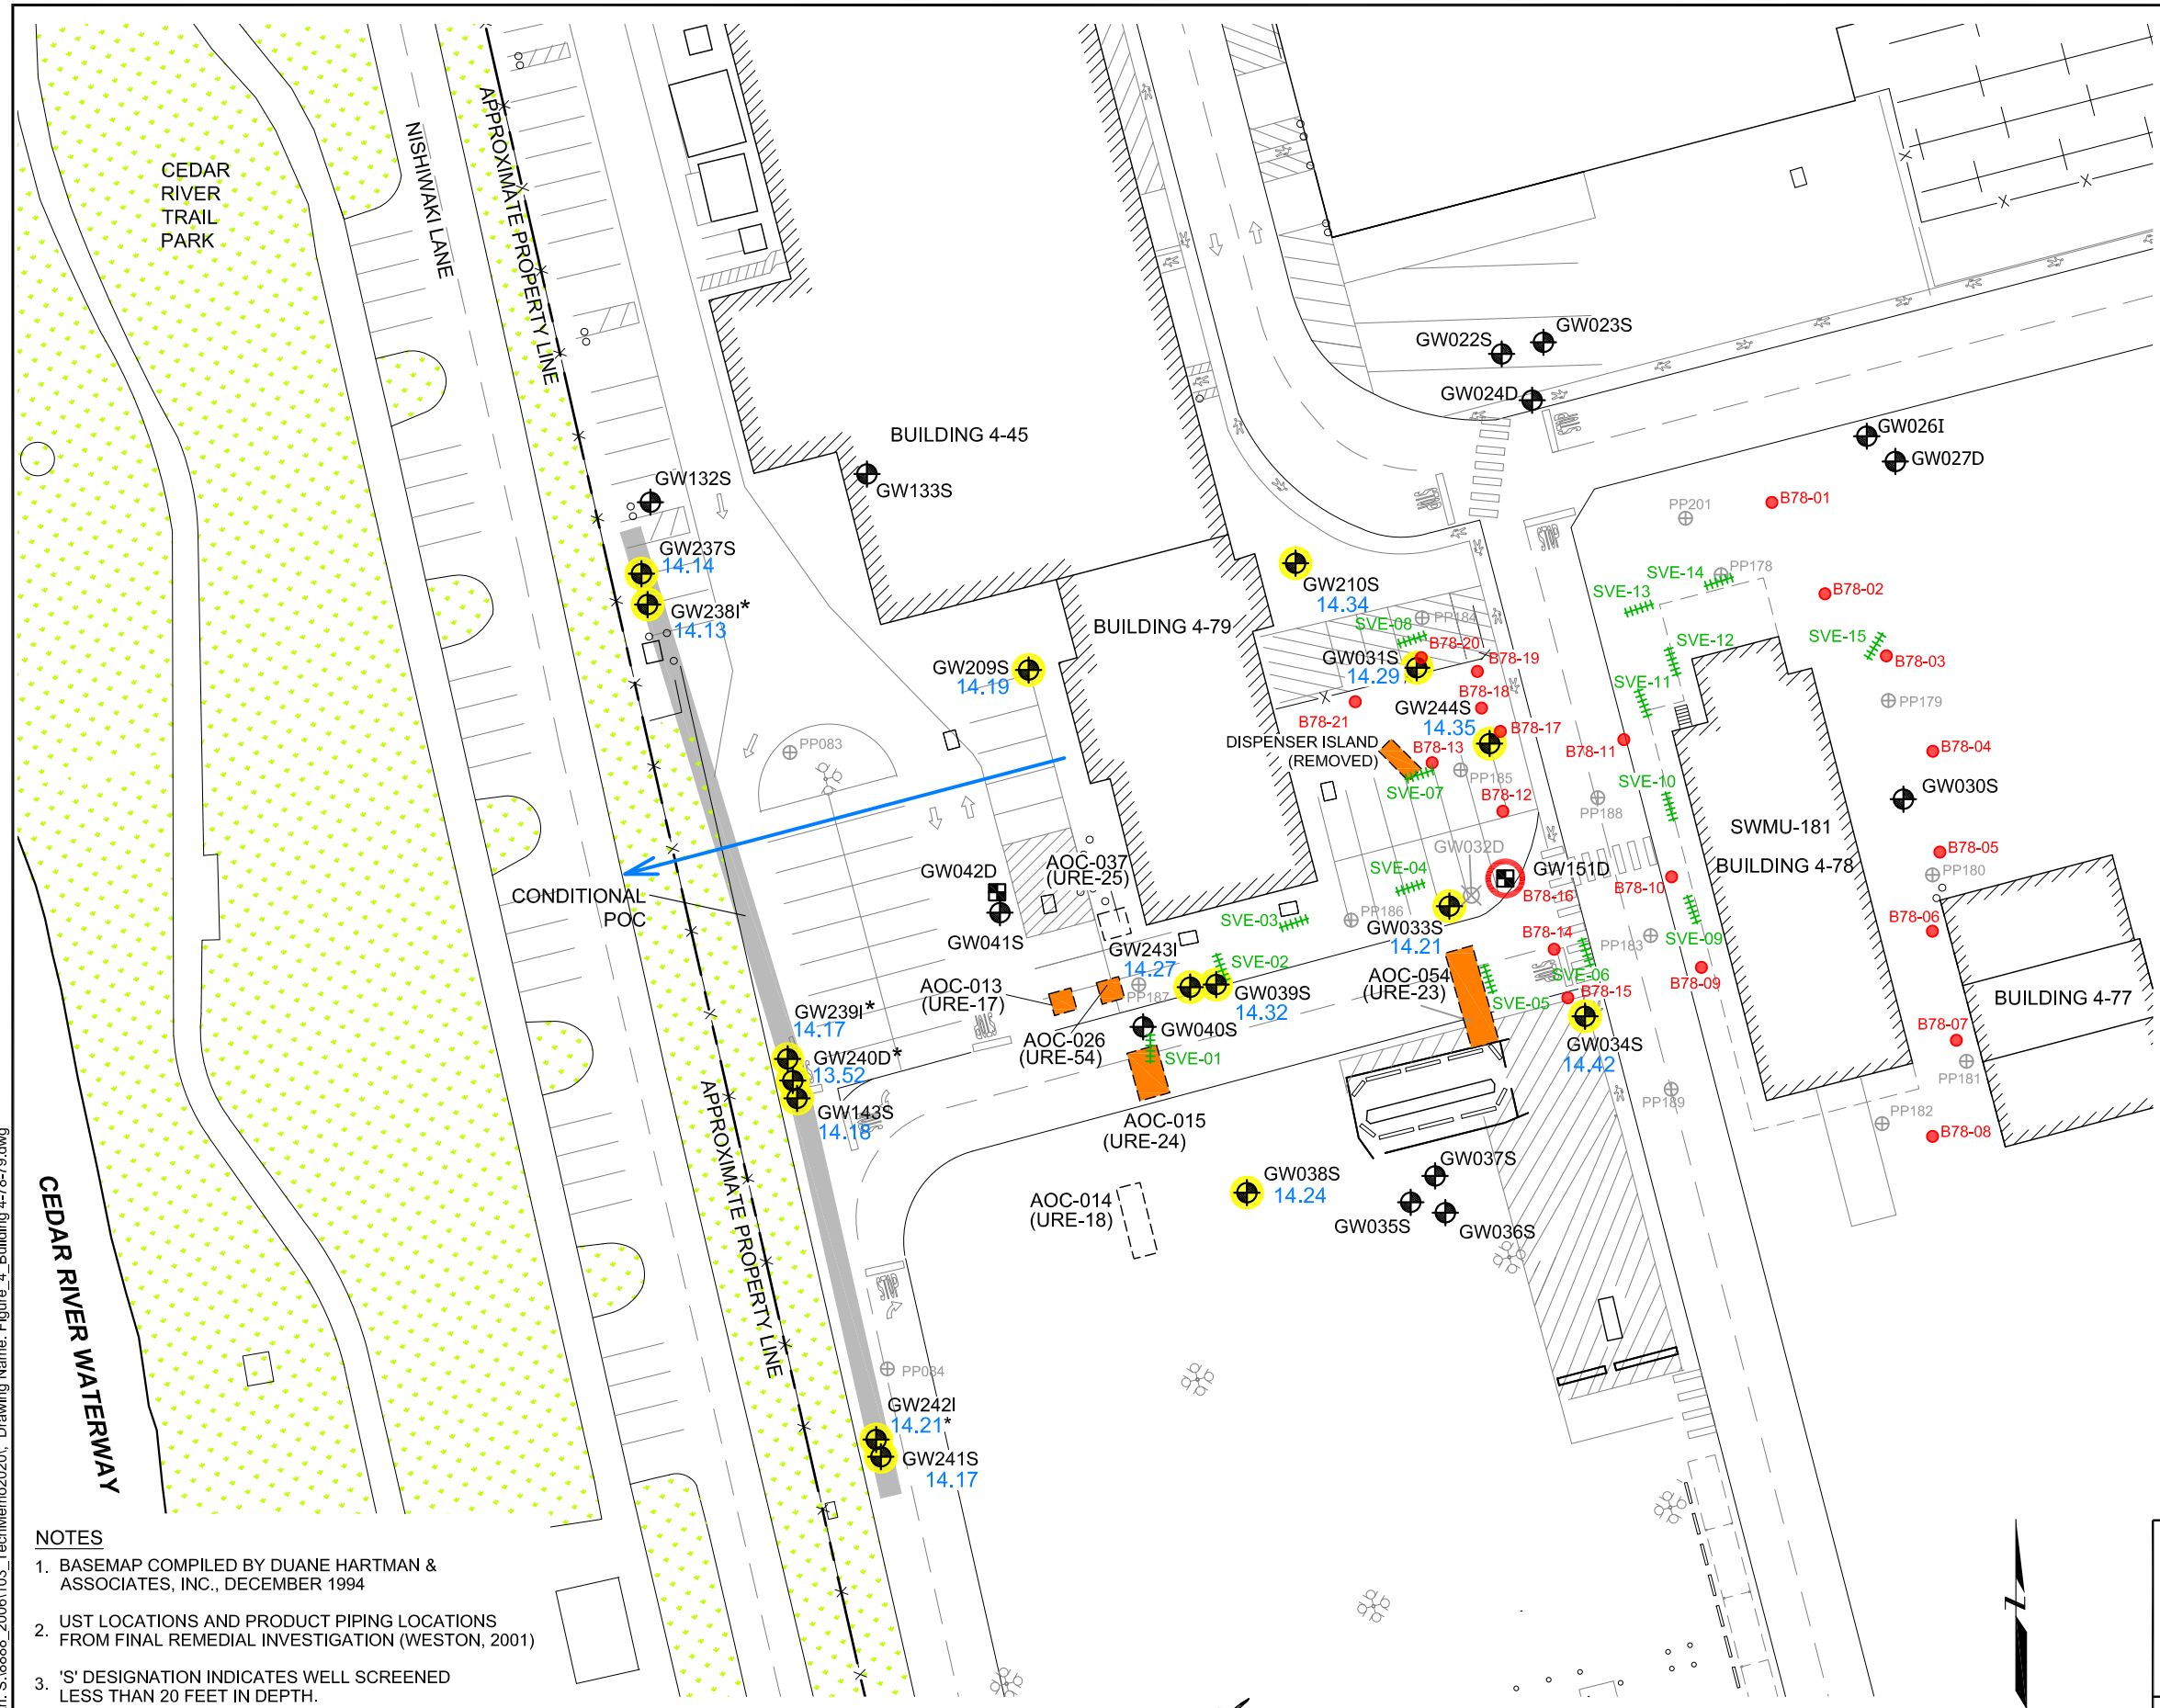 CEDAR
RIVER
TRAIL
PARK
NISHIWAKI LANE
APPROXIMATE PROPERTY LINE
BUILDING 4-45
GW022S
GW023S
GW024D
GW026I
GW027D
GW132S
GW133S
B78-01
PP201
GW237S
14.14
GW238I*
14.13
GW210S
14.34
SVE-14
PP178
SVE-13
B78-02
BUILDING 4-79
SVE-08
PP184
SVE-12
SVE-15
B78-20
B78-03
GW209S
14.19
GW031S
14.29
B78-19
SVE-11
B78-18
PP179
B78-21
GW244S
14.35
B78-17
DISPENSER ISLAND
(REMOVED)
B78-13
B78-11
B78-04
PP083
PP185
SVE-07
SVE-10
B78-12
PP188
GW030S
SWMU-181
BUILDING 4-78
GW032D
B78-05
PP180
AOC-037
(URE-25)
GW042D
SVE-04
GW151D
B78-16
B78-10
CONDITIONAL
POC
GW041S
PP186
SVE-03
GW033S
14.21
B78-14
PP183
SVE-09
B78-06
GW243I
14.27
SVE-02
AOC-054
(URE-23)
SVE-06
B78-09
AOC-013
(URE-17)
PP187
GW039S
14.32
SVE-05
B78-15
BUILDING 4-77
GW239I*
14.17
GW040S
AOC-026
(URE-54)
SVE-01
GW034S
14.42
B78-07
GW240D*
13.52
PP181
PP189
GW143S
14.18
AOC-015
(URE-24)
PP182
B78-08
APPROXIMATE PROPERTY LINE
GW038S
14.24
GW037S
AOC-014
(URE-18)
GW035S
GW036S
CEDAR RIVER WATERWAY
STOP
STOP
STOP
STOP
STOP
STOP
STOP
PP084
GW242I
14.21*
GW241S
14.17
NOTES
1. BASEMAP COMPILED BY DUANE HARTMAN &
ASSOCIATES, INC., DECEMBER 1994
2. UST LOCATIONS AND PRODUCT PIPING LOCATIONS
FROM FINAL REMEDIAL INVESTIGATION (WESTON, 2001)
3. 'S' DESIGNATION INDICATES WELL SCREENED
LESS THAN 20 FEET IN DEPTH.